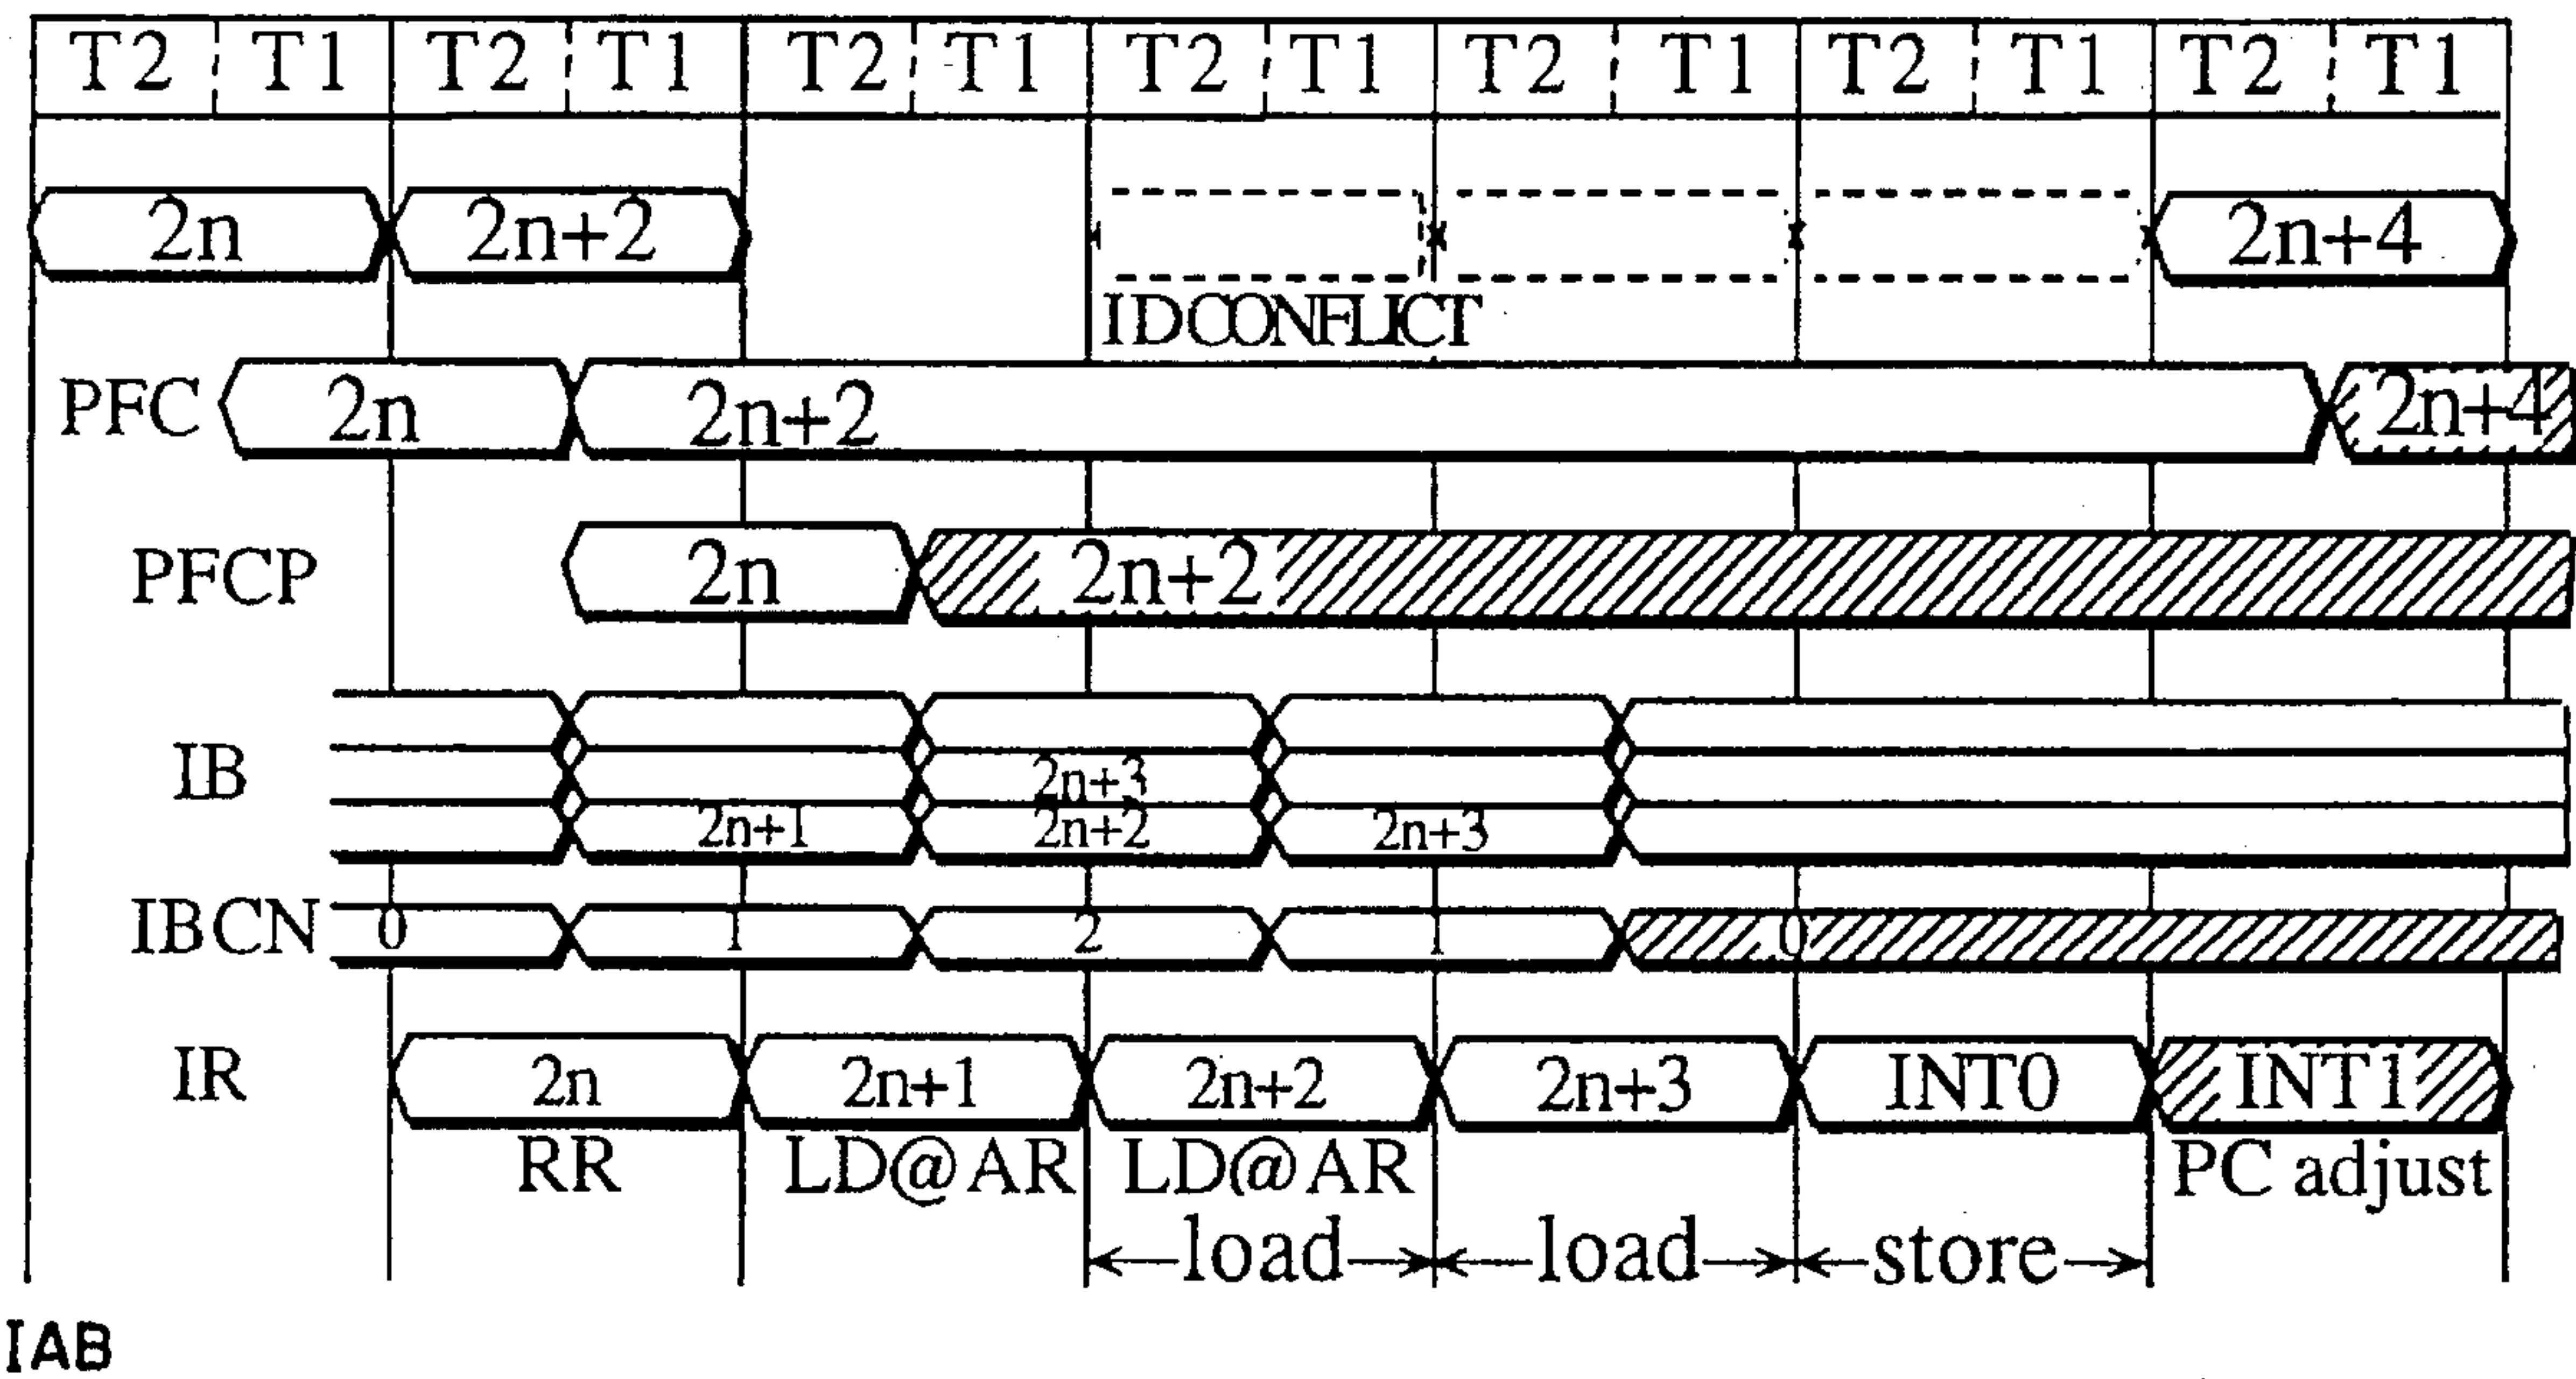 T2 T1 T2 T1 T2 T1 T2 T1 T2 T1 T2 T1 T2 T1
2n 2n+2 2n+4
ID CONFLICT
PFC 2n 2n+2 2n+4
PFCP 2n 2n+2
IB
2n+3
2n+1 2n+2 2n+3
IBCN 0 1 2 1 0
IR 2n 2n+1 2n+2 2n+3 INT0 INT1
RR LD@AR LD@AR PC adjust
load load store
IAB